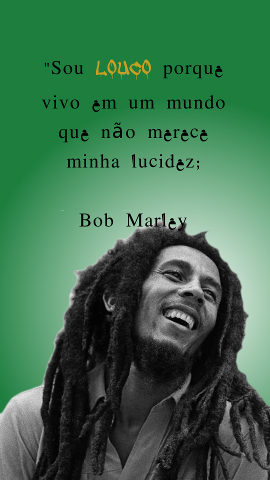 "Sou LOUCO porque
vivo em um mundo
que não merece
minha lucidez;
Bob Marley